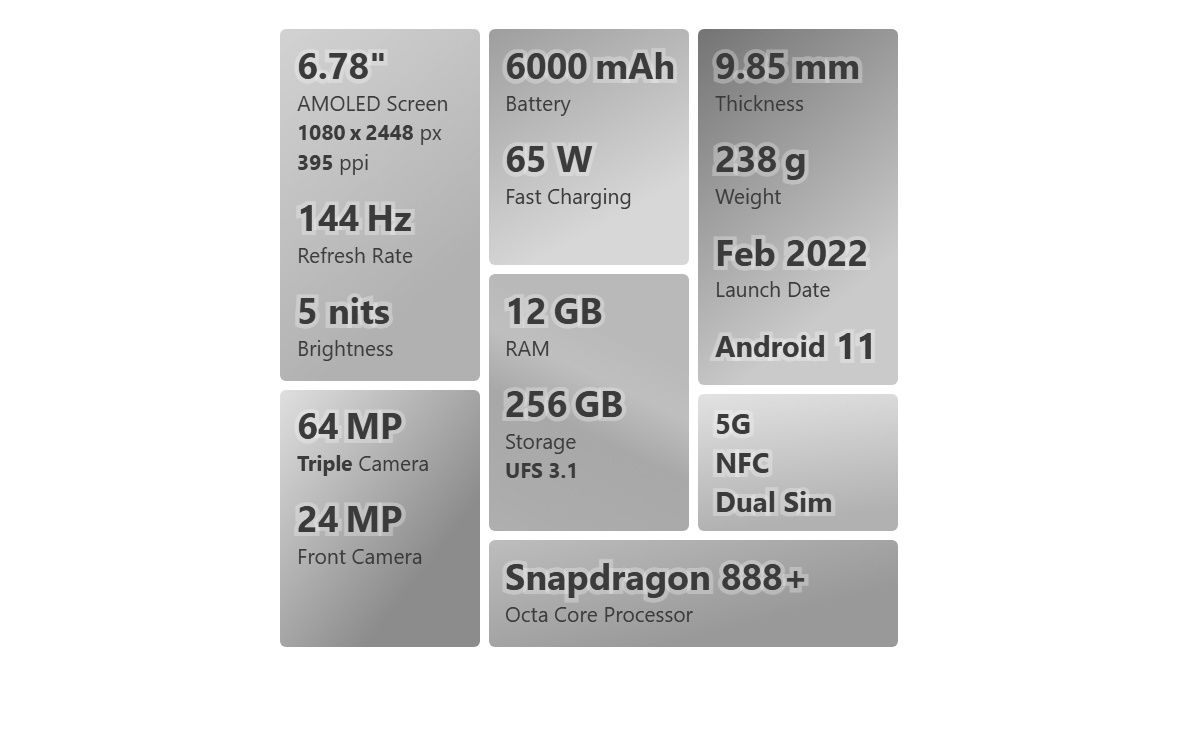 6.78"
AMOLED Screen
1080 x 2448 px
395 ppi
144 Hz
Refresh Rate
5 nits
Brightness
64 MP
Triple Camera
24 MP
Front Camera
6000 mAh
Battery
65 W
Fast Charging
12 GB
RAM
256 GB
Storage
UFS 3.1
9.85 mm
Thickness
238 g
Weight
Feb 2022
Launch Date
Android 11
5G
NFC
Dual Sim
Snapdragon 888+
Octa Core Processor